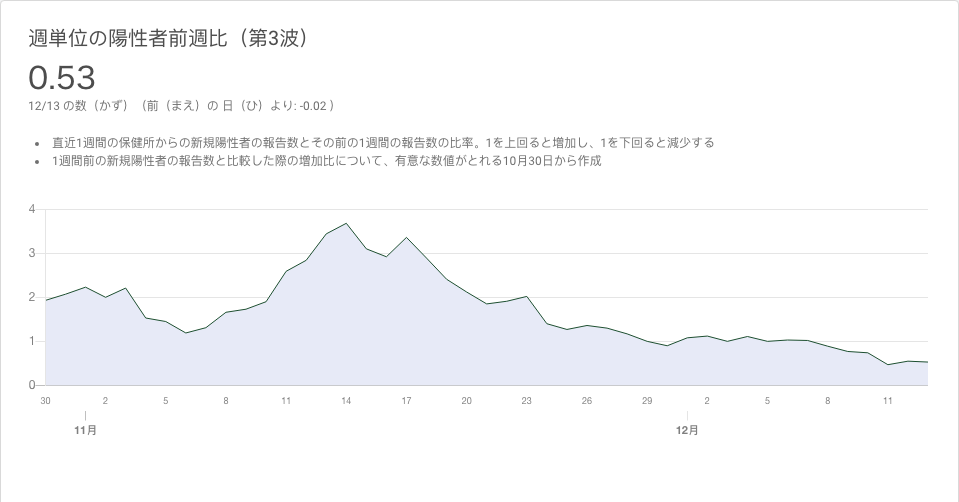 週単位の陽性者前週比（第3波）
0.53
12/13 の数（かず）（前（まえ）の 日（ひ）より: -0.02 ）
• 直近1週間の保健所からの新規陽性者の報告数とその前の1週間の報告数の比率。1を上回ると増加し、1を下回ると減少する
• 1週間前の新規陽性者の報告数と比較した際の増加比について、有意な数値がとれる10月30日から作成
4
3
2
1
0
30 2 5 8 11 14 17 20 23 26 29 2 5 8 11
11月 12月